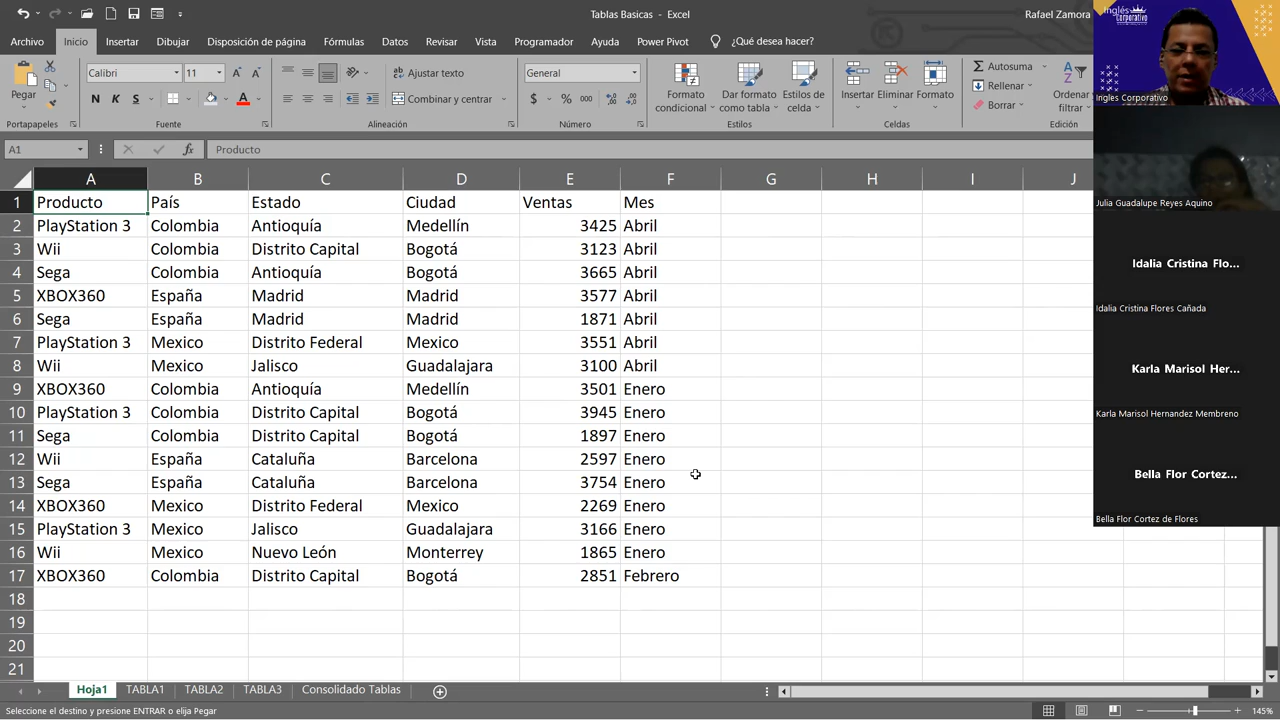 Tablas Basicas - Excel
Rafael Zamora
Archivo Inicio Insertar Dibujar Disposición de página Fórmulas Datos Revisar Vista Programador Ayuda Power Pivot ¿Qué desea hacer?
Pegar
Calibri 11
N K S
Ajustar texto
Combinar y centrar
General
$ % 000
Formato condicional
Dar formato como tabla
Estilos de celda
Insertar Eliminar Formato
Autosuma
Rellenar
Borrar
Ordenar filtrar
Portapapeles Fuente Alineación Número Estilos Celdas Edición
A1 fx Producto
A B C D E F G H I J
1 Producto País Estado Ciudad Ventas Mes
2 PlayStation 3 Colombia Antioquía Medellín 3425 Abril
3 Wii Colombia Distrito Capital Bogotá 3123 Abril
4 Sega Colombia Antioquía Bogotá 3665 Abril
5 XBOX360 España Madrid Madrid 3577 Abril
6 Sega España Madrid Madrid 1871 Abril
7 PlayStation 3 Mexico Distrito Federal Mexico 3551 Abril
8 Wii Mexico Jalisco Guadalajara 3100 Abril
9 XBOX360 Colombia Antioquía Medellín 3501 Enero
10 PlayStation 3 Colombia Distrito Capital Bogotá 3945 Enero
11 Sega Colombia Distrito Capital Bogotá 1897 Enero
12 Wii España Cataluña Barcelona 2597 Enero
13 Sega España Cataluña Barcelona 3754 Enero
14 XBOX360 Mexico Distrito Federal Mexico 2269 Enero
15 PlayStation 3 Mexico Jalisco Guadalajara 3166 Enero
16 Wii Mexico Nuevo León Monterrey 1865 Enero
17 XBOX360 Colombia Distrito Capital Bogotá 2851 Febrero
18
19
20
21
Hoja1 TABLA1 TABLA2 TABLA3 Consolidado Tablas
Seleccione el destino y presione ENTRAR o elija Pegar
145%
Inglés
Corporativo
Ingles Corporativo
Julia Guadalupe Reyes Aquino
Idalia Cristina Flo...
Idalia Cristina Flores Cañada
Karla Marisol Her...
Karla Marisol Hernandez Membreno
Bella Flor Cortez...
Bella Flor Cortez de Flores